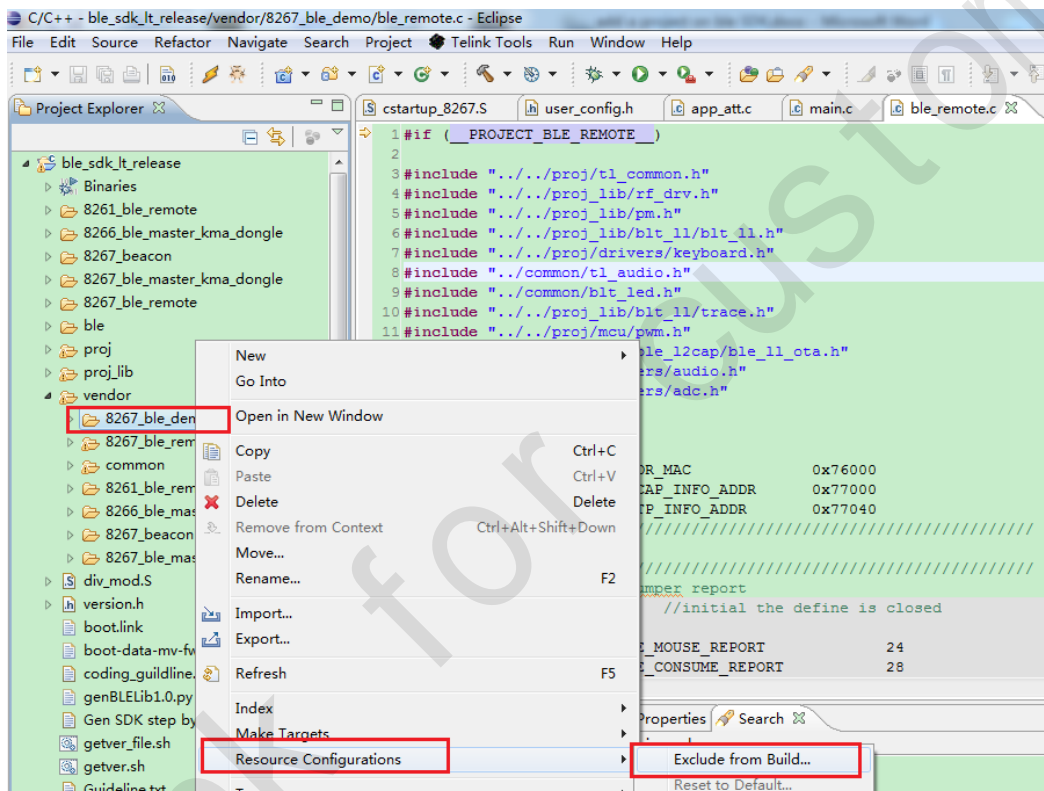 C/C++ - ble_sdk_lt_release/vendor/8267_ble_demo/ble_remote.c - Eclipse
File Edit Source Refactor Navigate Search Project Telink Tools Run Window Help
Project Explorer
cstartup_8267.S user_config.h app_att.c main.c ble_remote.c
ble_sdk_lt_release
Binaries
8261_ble_remote
8266_ble_master_kma_dongle
8267_beacon
8267_ble_master_kma_dongle
8267_ble_remote
ble
proj
proj_lib
vendor
8267_ble_den
8267_ble_rem
common
8261_ble_rem
8266_ble_mas
8267_beacon
8267_ble_mas
div_mod.S
version.h
boot.link
boot-data-mv-fw
coding_guildline.
genBLELib1.0.py
Gen SDK step by
getver_file.sh
getver.sh
Guideline.txt
1 #if (__PROJECT_BLE_REMOTE__)
2
3 #include "../../proj/tl_common.h"
4 #include "../../proj_lib/rf_drv.h"
5 #include "../../proj_lib/pm.h"
6 #include "../../proj_lib/blt_ll/blt_ll.h"
7 #include "../../proj/drivers/keyboard.h"
8 #include "../common/tl_audio.h"
9 #include "../common/blt_led.h"
10 #include "../../proj_lib/blt_ll/trace.h"
11 #include "../../proj/mcu/pwm.h"
ble_l2cap/ble_ll_ota.h"
ers/audio.h"
ers/adc.h"
OR_MAC 0x76000
CAP_INFO_ADDR 0x77000
TP_INFO_ADDR 0x77040
////////////////////////////////////////
////////////////////////////////////////
umper report
//initial the define is closed
E_MOUSE_REPORT 24
E_CONSUME_REPORT 28
New
Go Into
Open in New Window
Copy Ctrl+C
Paste Ctrl+V
Delete Delete
Remove from Context Ctrl+Alt+Shift+Down
Move...
Rename... F2
Import...
Export...
Refresh F5
Index
Make Targets
Resource Configurations
Properties Search
Exclude from Build...
Reset to Default...
for custom